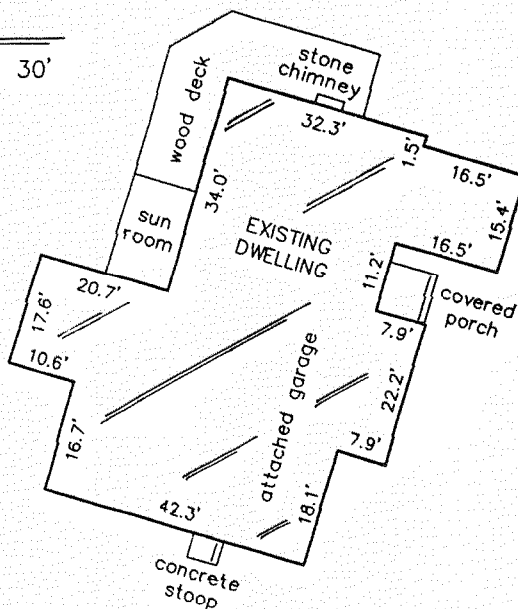 30'
stone
chimney
wood deck
32.3'
1.5'
16.5'
15.4'
34.0'
sun
room
EXISTING
DWELLING
16.5'
11.2'
covered
porch
20.7'
17.6'
7.9'
10.6'
attached garage
22.2'
7.9'
16.7'
42.3'
18.1'
concrete
stoop